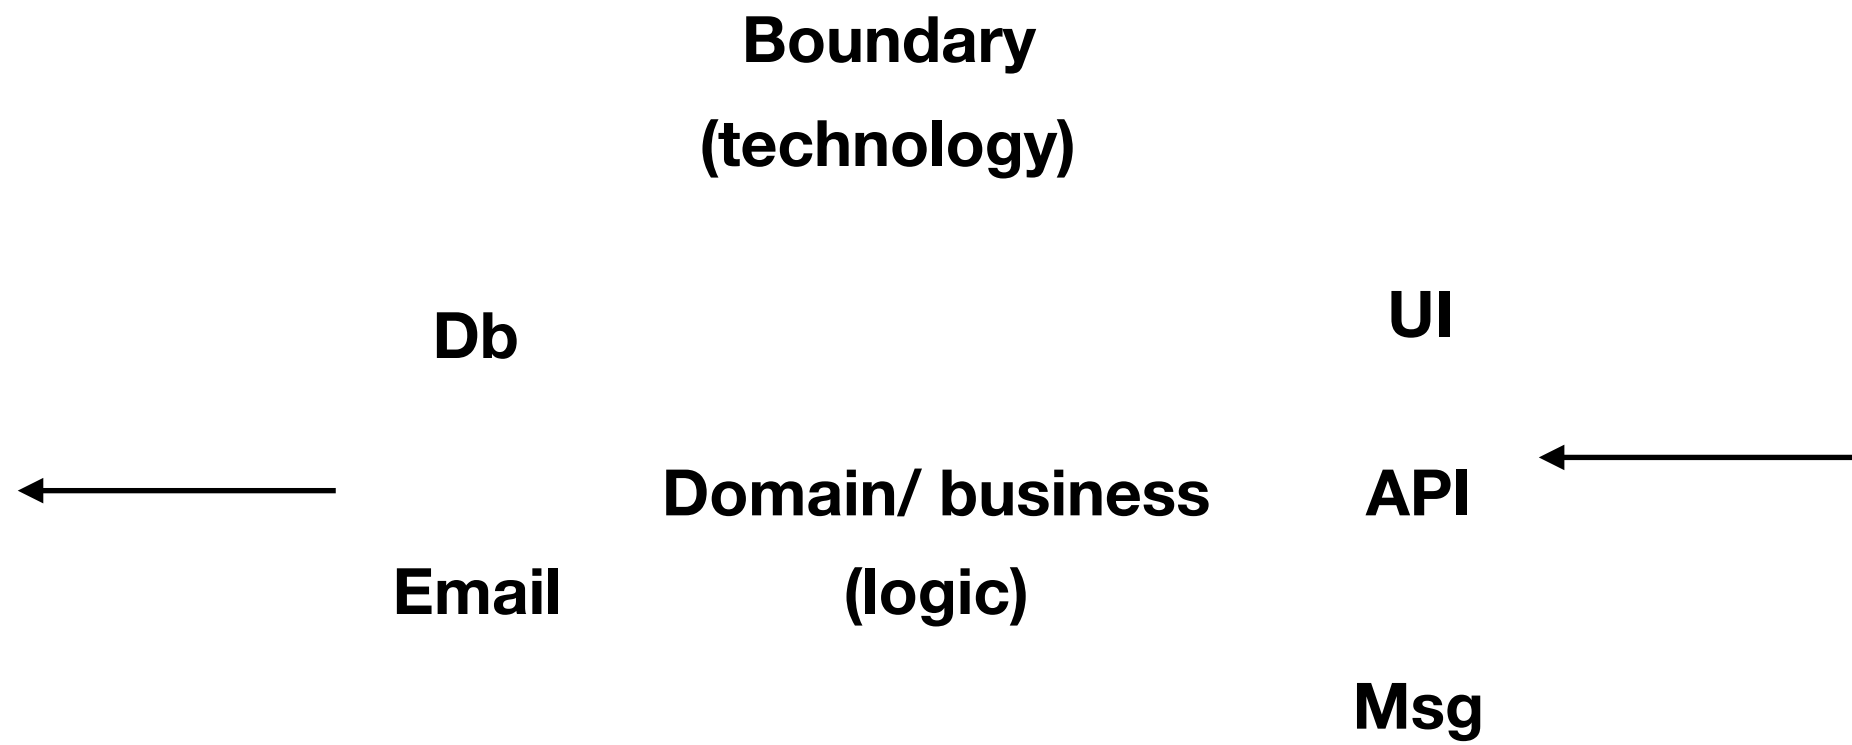 Boundary
(technology)
UI
Db
Domain/ business
API
Email
(logic)
Msg